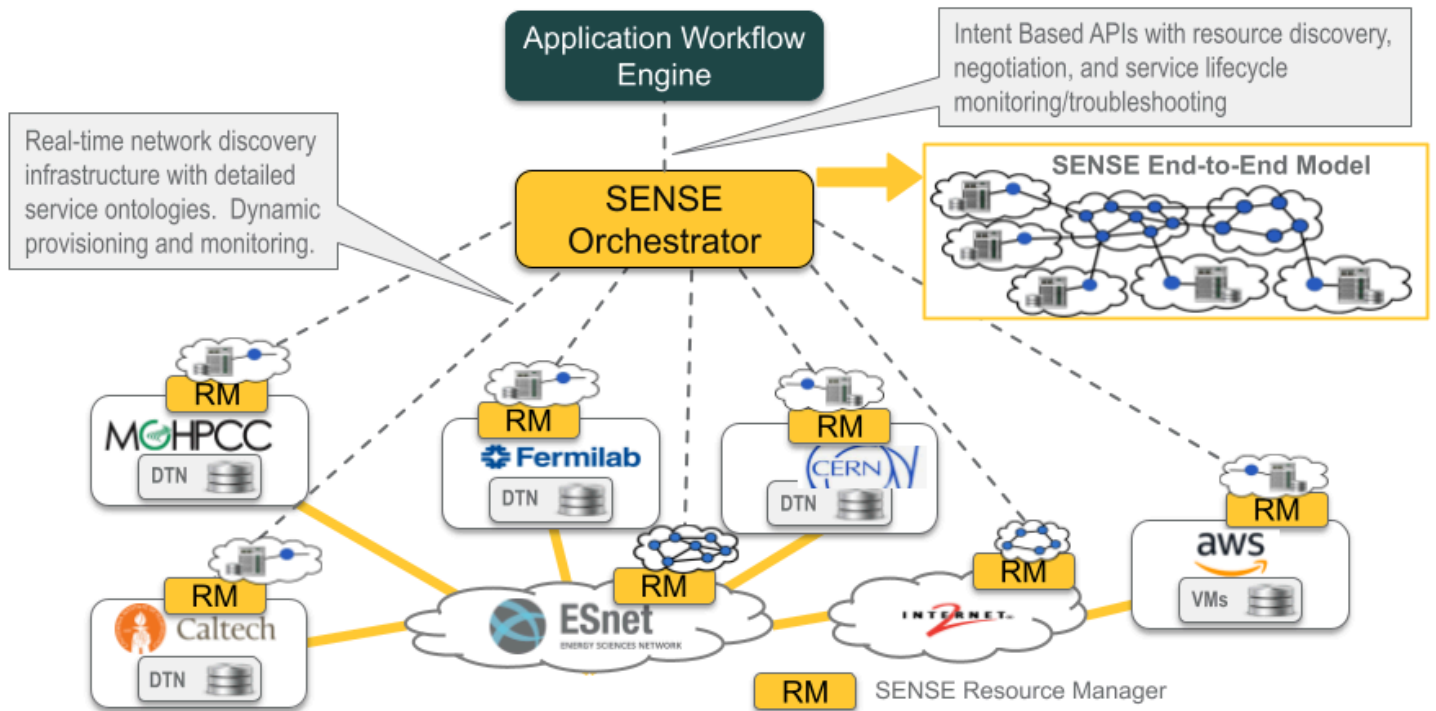 Application Workflow
Engine
Intent Based APIs with resource discovery,
negotiation, and service lifecycle
monitoring/troubleshooting
Real-time network discovery
infrastructure with detailed
service ontologies.  Dynamic
provisioning and monitoring.
SENSE
Orchestrator
SENSE End-to-End Model
RM
MGHPCC
DTN
RM
Fermilab
DTN
RM
CERN
DTN
RM
aws
VMs
RM
Caltech
DTN
RM
ESnet
ENERGY SCIENCES NETWORK
RM
INTERNET
2
RM
SENSE Resource Manager